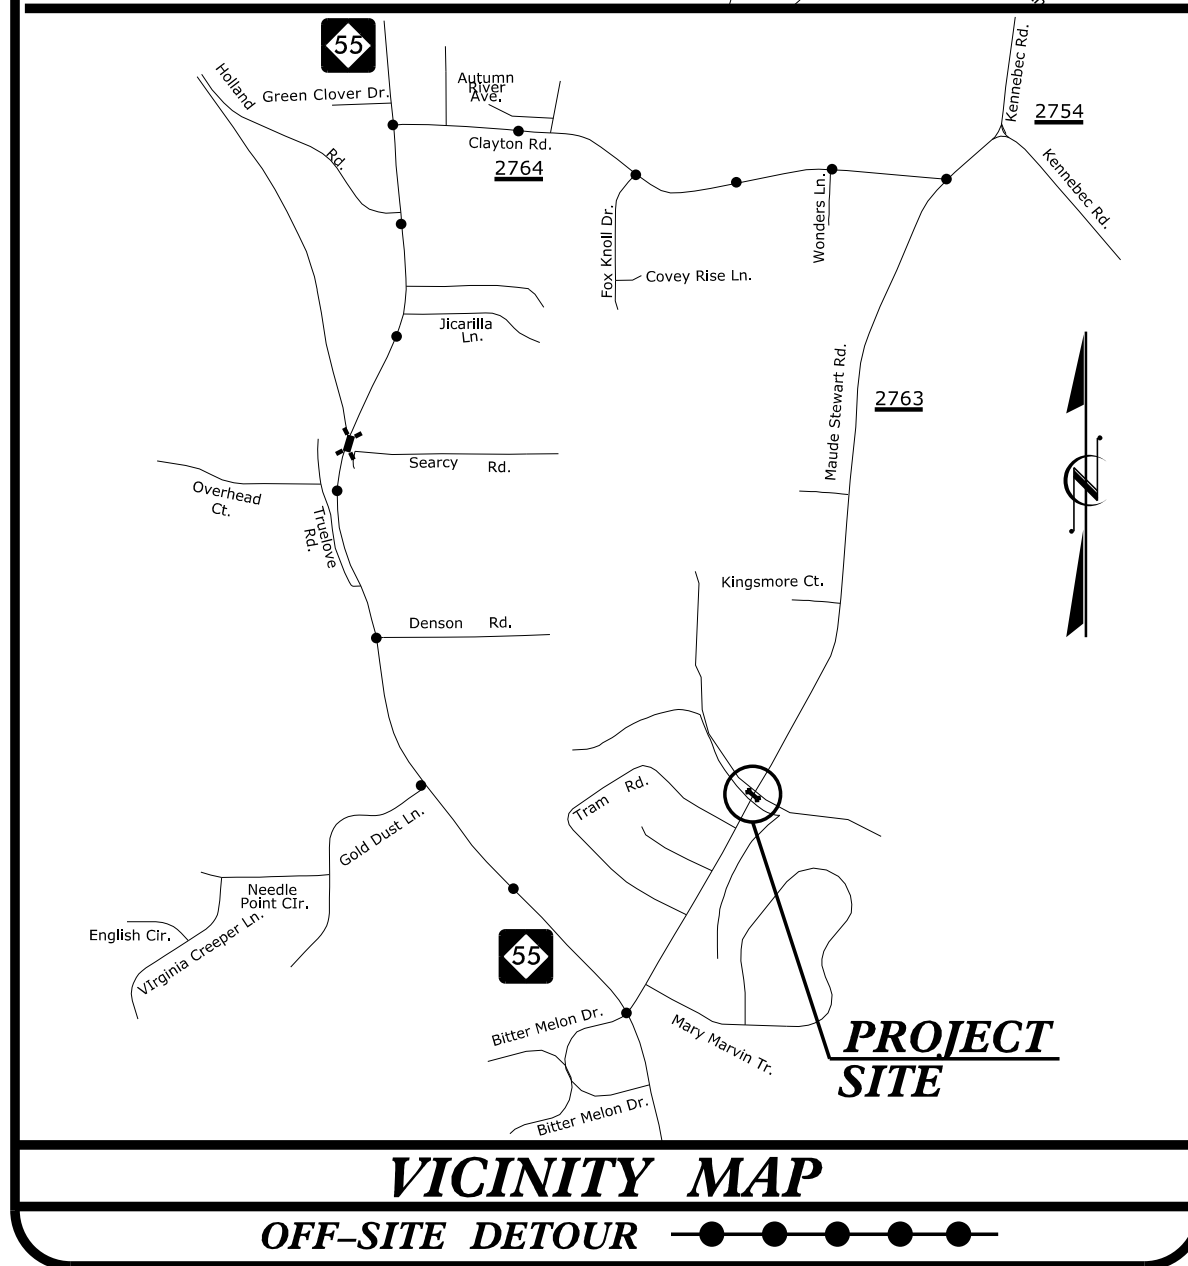 55
Holland
Rd.
Green Clover Dr.
Autumn
River
Ave.
Clayton Rd.
2764
Kennebec Rd.
2754
Kennebec Rd.
Wonders Ln.
Fox Knoll Dr.
Covey Rise Ln.
Jicarilla
Ln.
Maude Stewart Rd.
2763
Searcy Rd.
Overhead
Ct.
Truelove
Rd.
N
Kingsmore Ct.
Denson Rd.
Tram Rd.
Gold Dust Ln.
Needle
Point CIr.
English Cir.
VIrginia Creeper Ln.
55
Bitter Melon Dr.
Mary Marvin Tr.
Bitter Melon Dr.
PROJECT
SITE
VICINITY MAP
OFF–SITE DETOUR